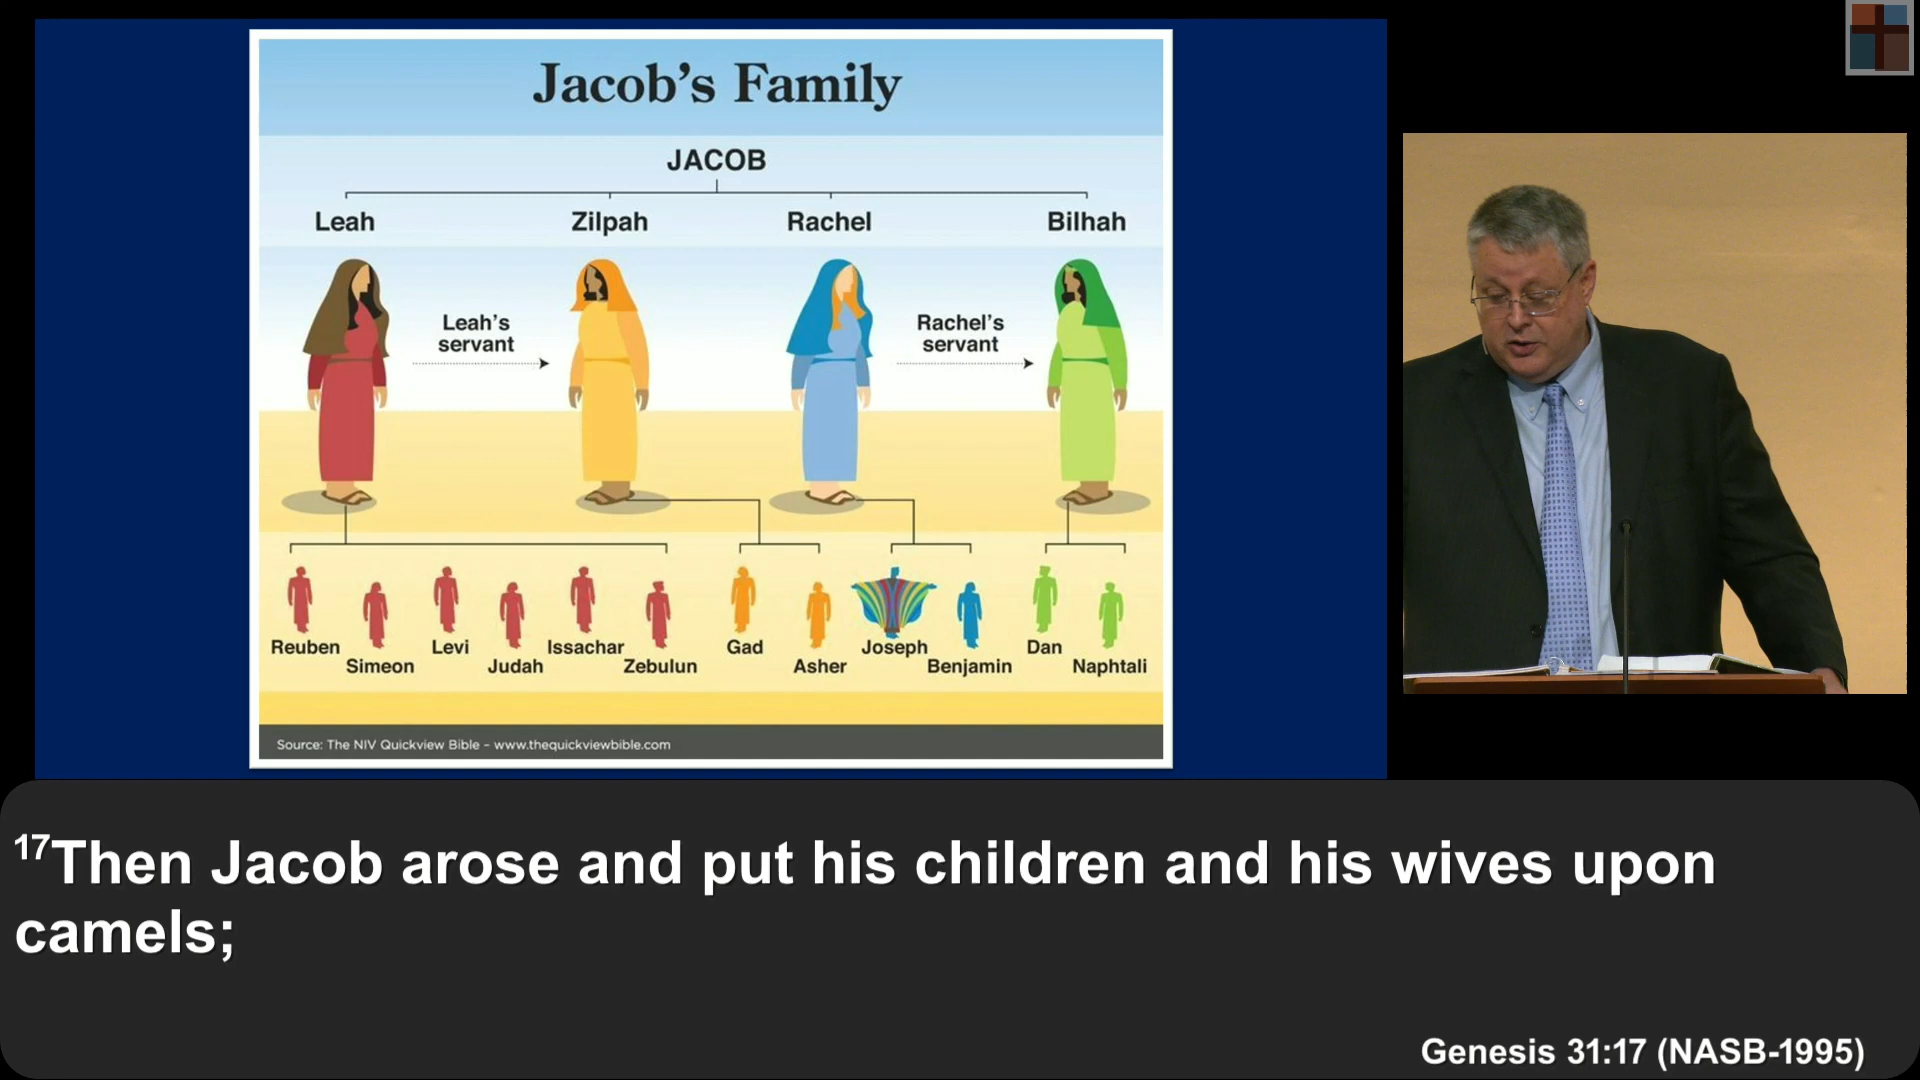 Jacob's Family
JACOB
Leah Zilpah Rachel Bilhah
Leah's
servant
Rachel's
servant
Reuben Simeon Levi Judah Issachar Zebulun Gad Asher Joseph Benjamin Dan Naphtali
Source: The NIV Quickview Bible – www.thequickviewbible.com
17Then Jacob arose and put his children and his wives upon
camels;
Genesis 31:17 (NASB-1995)